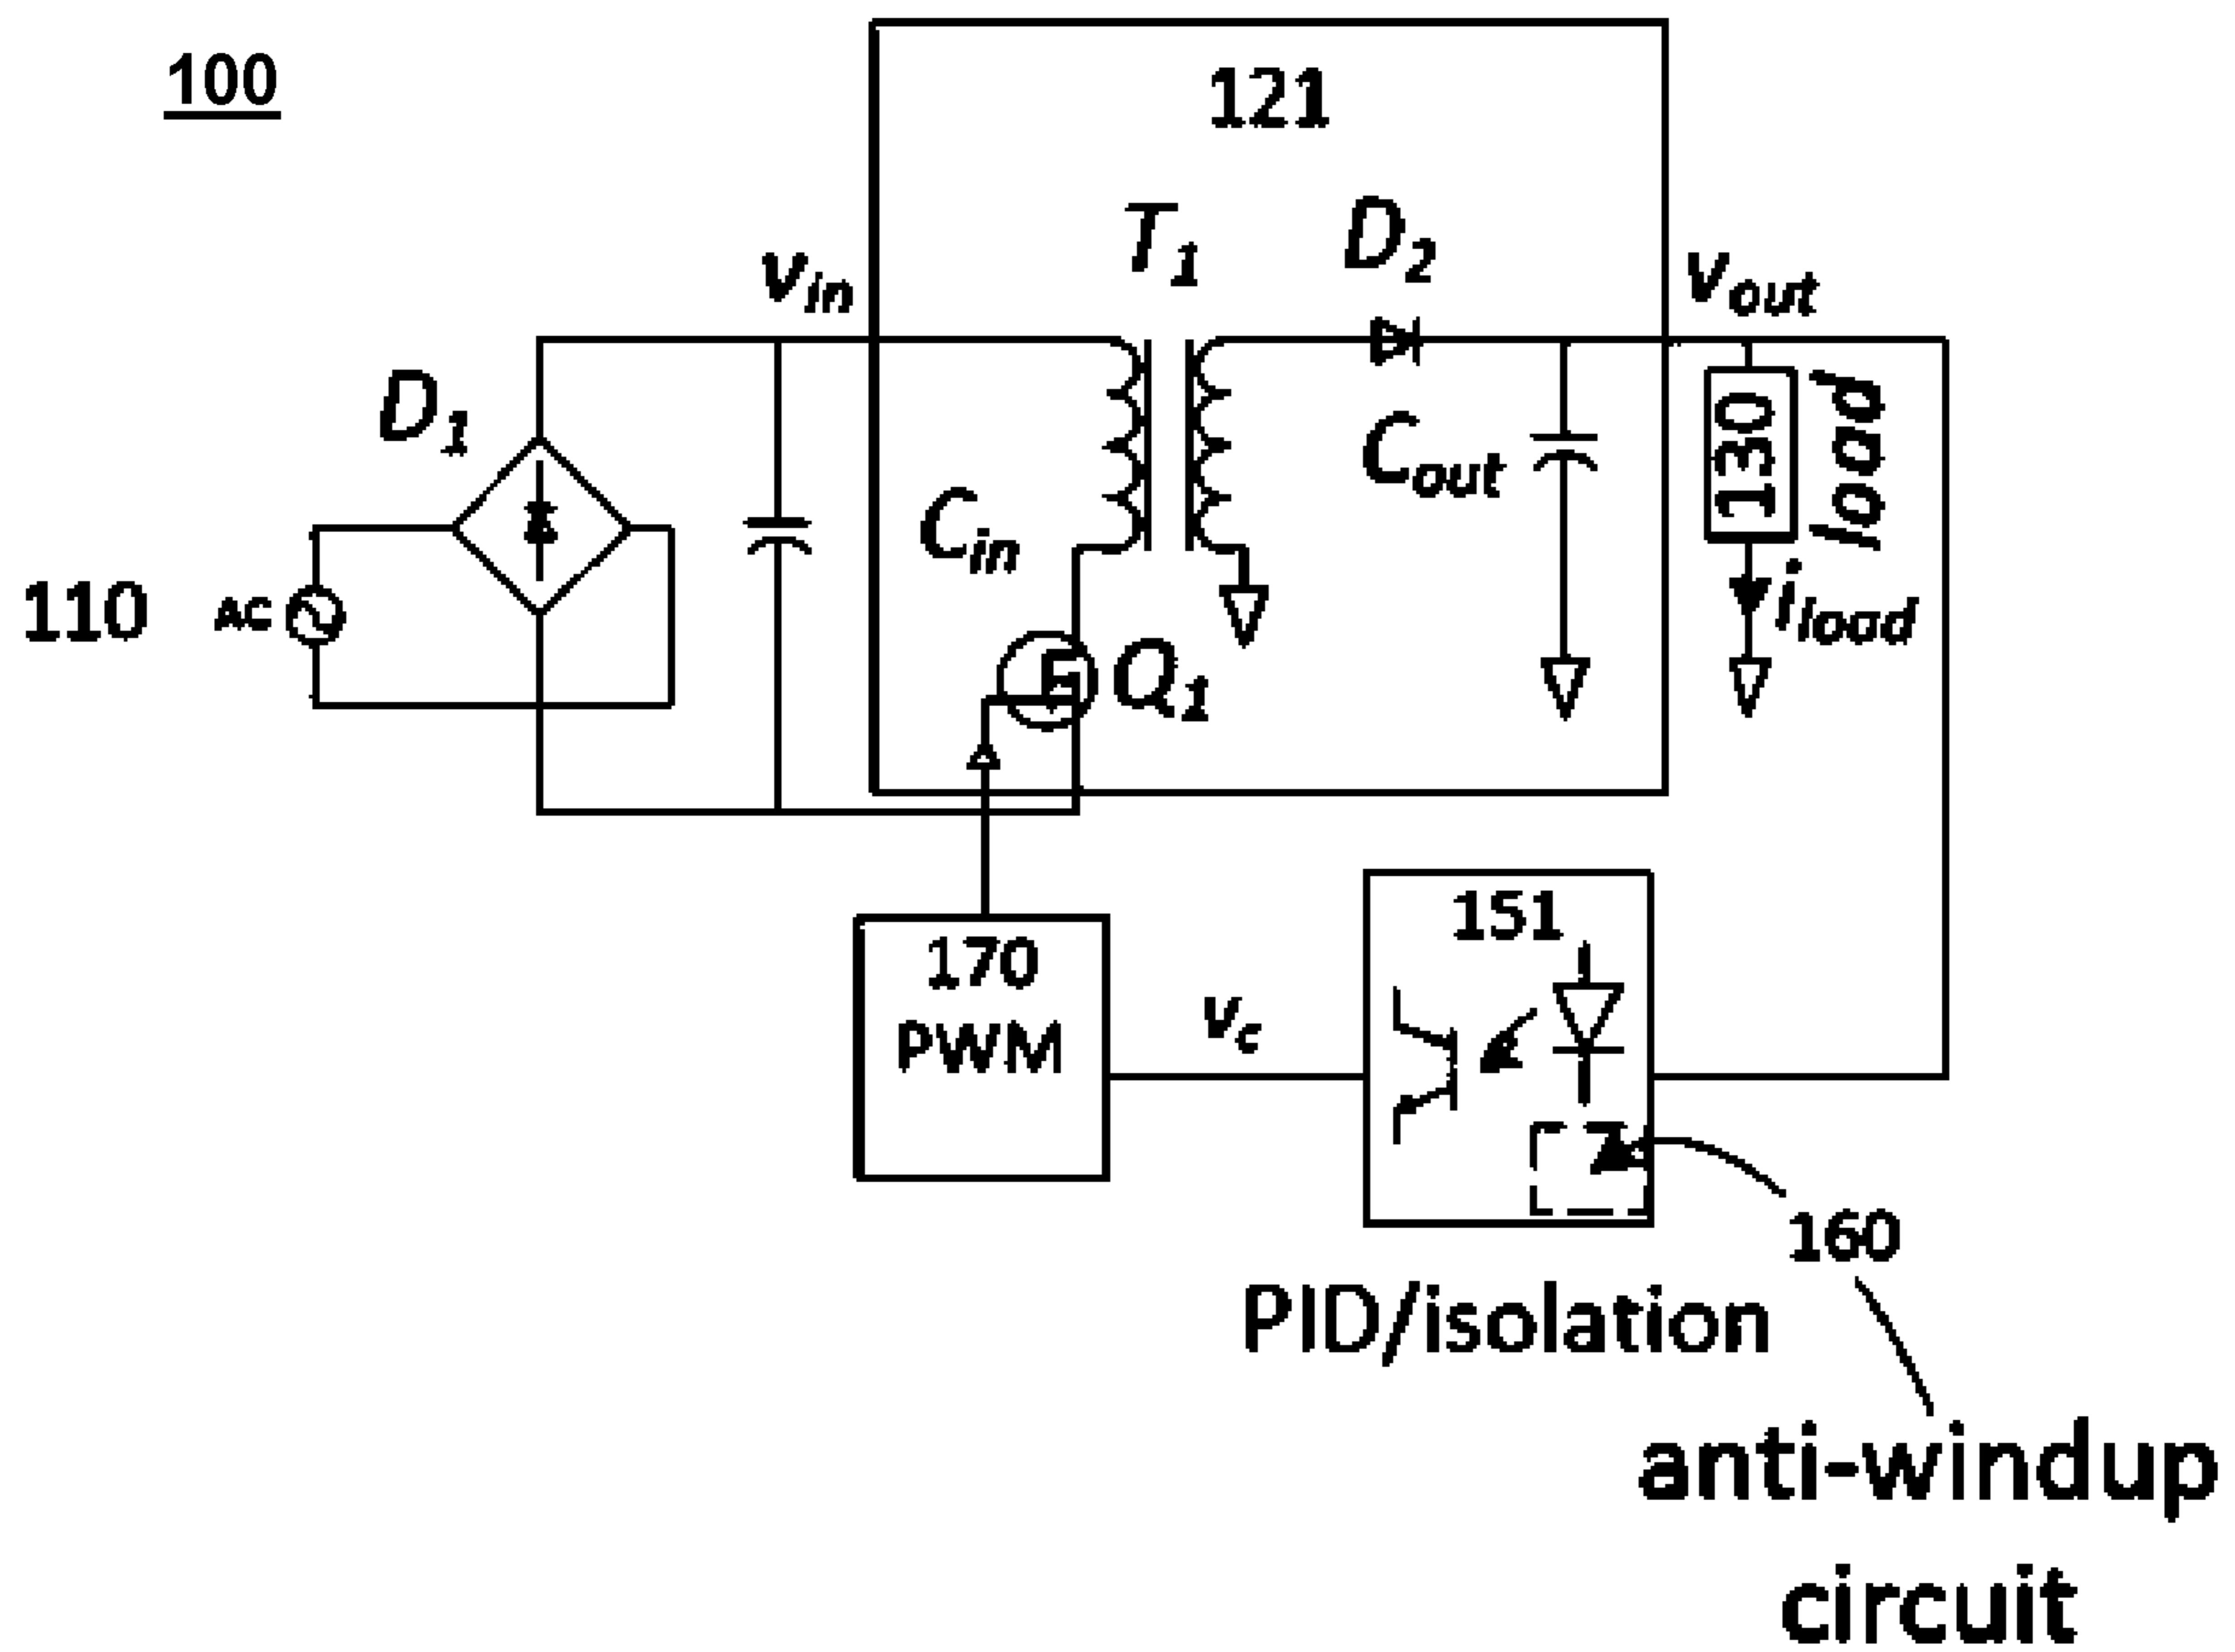 100
121
T1
D2
vin
vout
D1
130
load
Cout
Cin
110
AC
iload
Q1
151
170
PWM
vc
160
PID/isolation
anti-windup
circuit